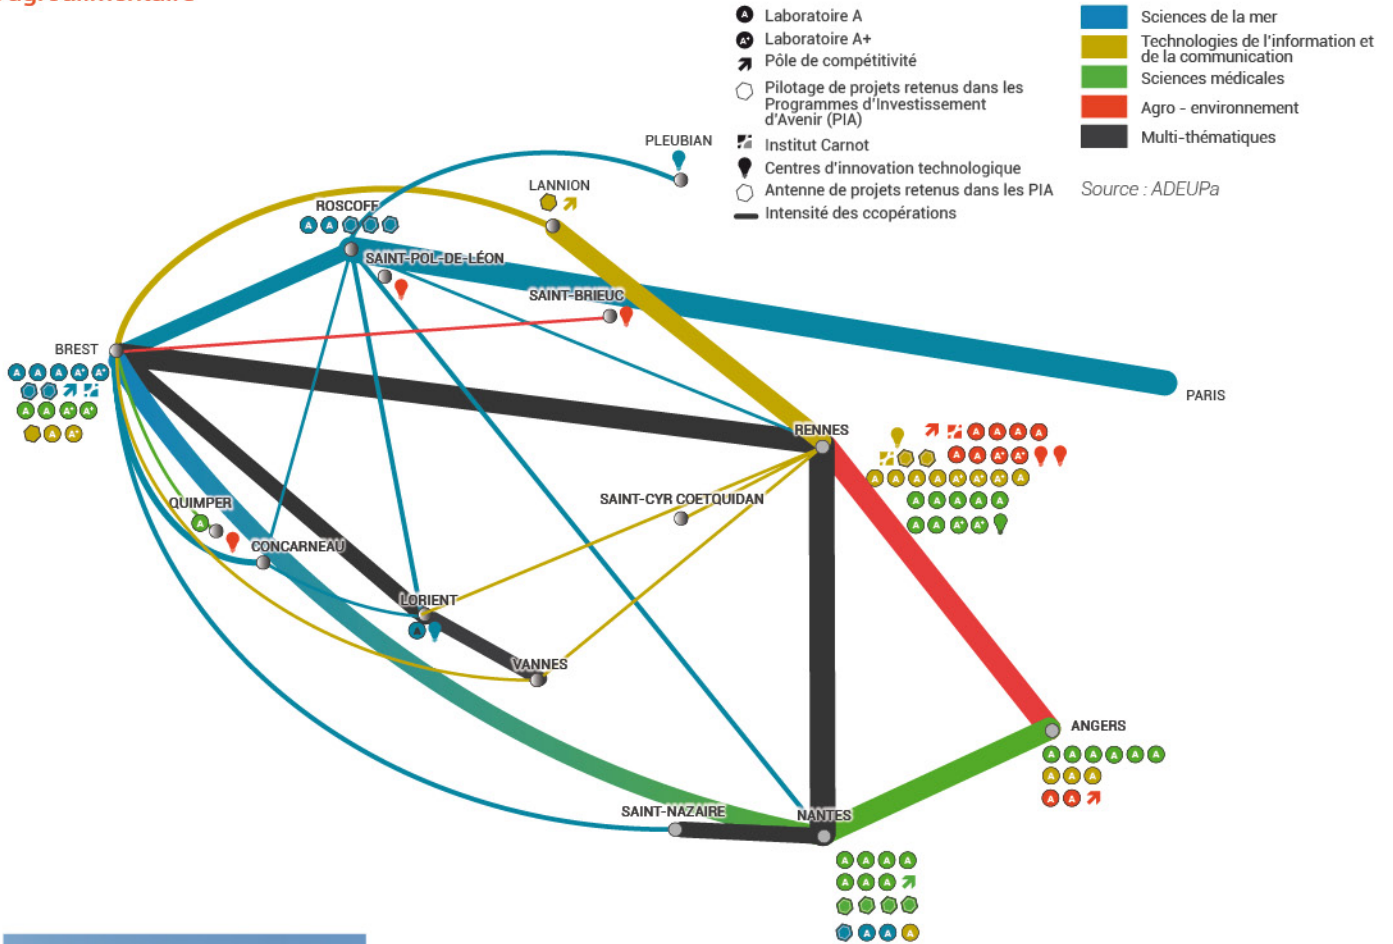 agroalimentaire
Laboratoire A
Laboratoire A+
Pôle de compétitivité
Pilotage de projets retenus dans les
Programmes d'Investissement
d'Avenir (PIA)
Institut Carnot
Centres d'innovation technologique
Antenne de projets retenus dans les PIA
Intensité des ccopérations
Sciences de la mer
Technologies de l'information et
de la communication
Sciences médicales
Agro - environnement
Multi-thématiques
Source : ADEUPa
PLEUBIAN
LANNION
ROSCOFF
A A
SAINT-POL-DE-LÉON
SAINT-BRIEUC
BREST
A A A A+ A+
A A A+ A+
A A+
PARIS
RENNES
A A A A
A A A+ A+
A A A A A+ A+ A+ A
A A A A A
A A A+ A+
SAINT-CYR COETQUIDAN
QUIMPER
A
CONCARNEAU
LORIENT
A
VANNES
ANGERS
A A A A A A
A A A
A A
SAINT-NAZAIRE
NANTES
A A A A
A A A
A A A